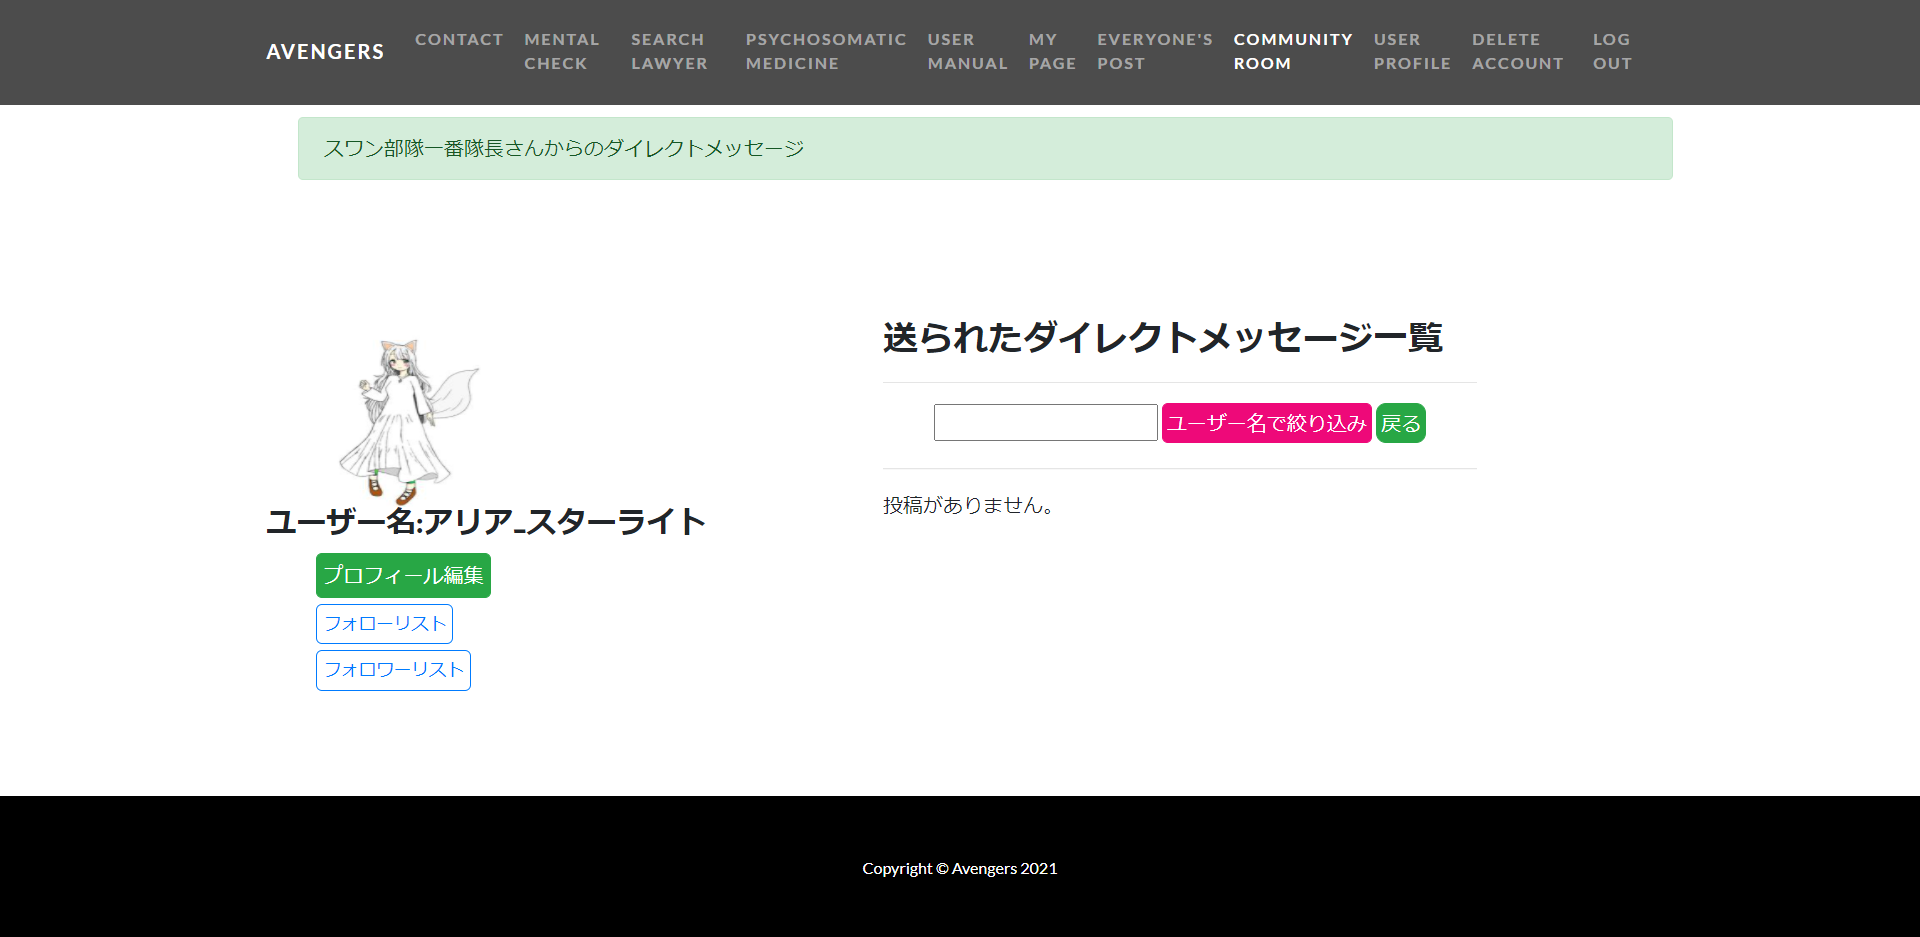 AVENGERS
CONTACT
MENTAL
CHECK
SEARCH
LAWYER
PSYCHOSOMATIC
MEDICINE
USER
MANUAL
MY
PAGE
EVERYONE'S
POST
COMMUNITY
ROOM
USER
PROFILE
DELETE
ACCOUNT
LOG
OUT
スワン部隊一番隊長さんからのダイレクトメッセージ
ユーザー名:アリア_スターライト
プロフィール編集
フォローリスト
フォロワーリスト
送られたダイレクトメッセージ一覧
ユーザー名で絞り込み 戻る
投稿がありません。
Copyright © Avengers 2021